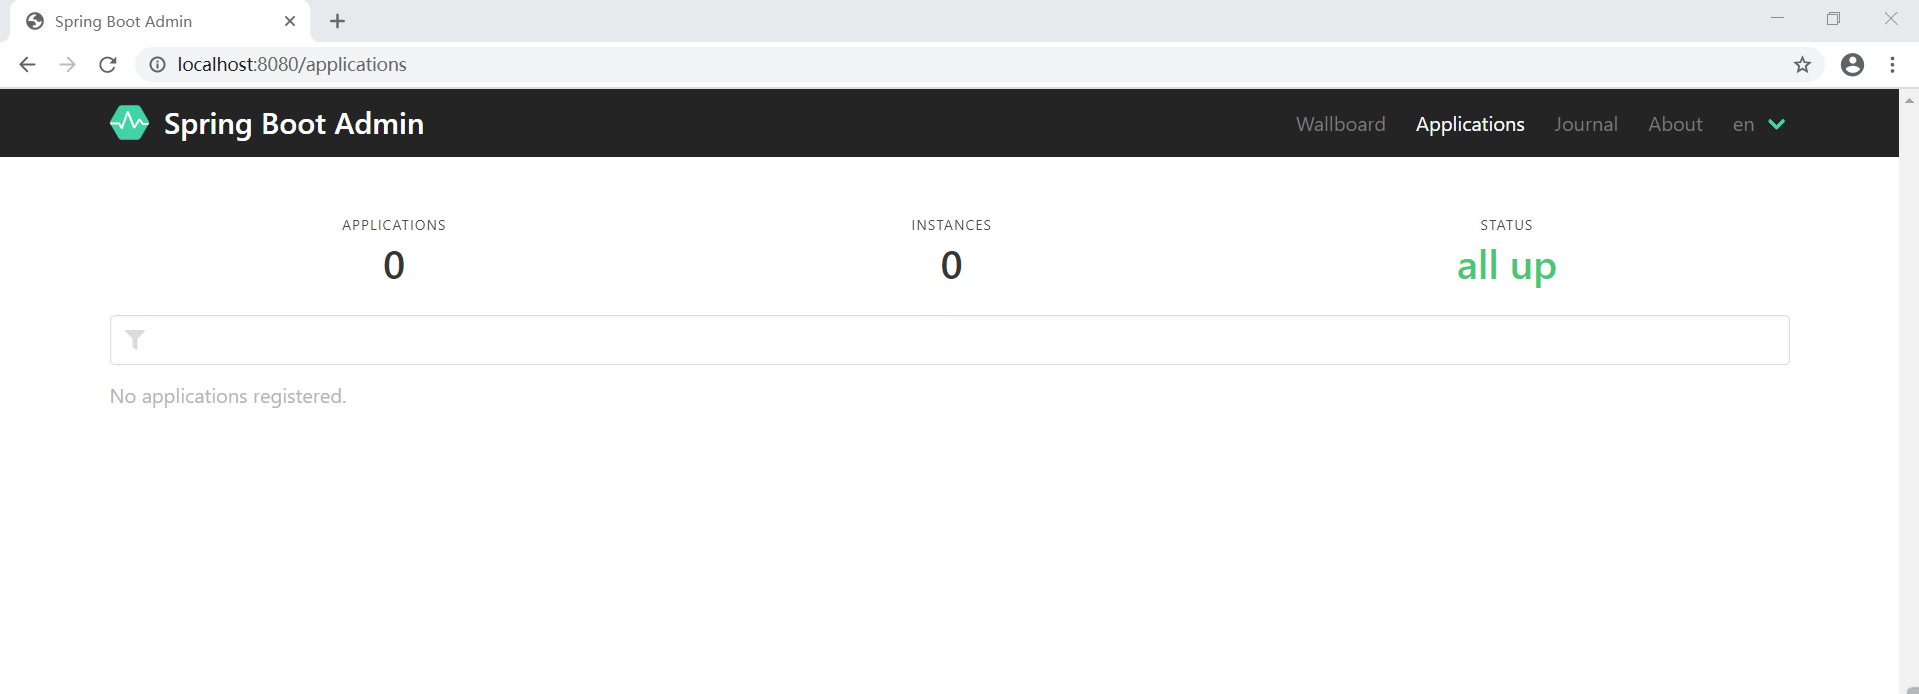 Spring Boot Admin
localhost:8080/applications
Spring Boot Admin
Wallboard Applications Journal About en
APPLICATIONS INSTANCES STATUS
0 0 all up
No applications registered.